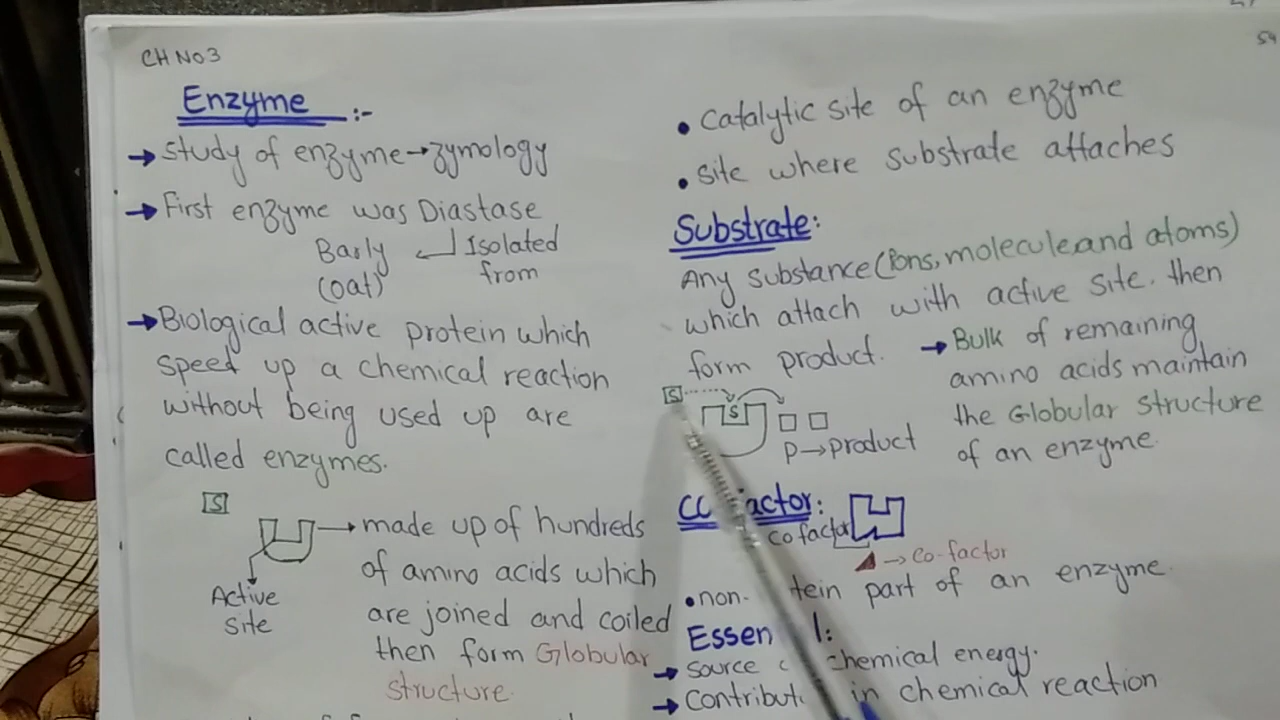 CH NO3
54
Enzyme :-
→ study of enzyme→zymology
→ First enzyme was Diastase
Barly ← Isolated
(oat) from
→ Biological active protein which
speed up a chemical reaction
without being used up are
called enzymes.
S
→ made up of hundreds
of amino acids which
are joined and coiled
then form Globular
structure.
Active
site
• catalytic site of an enzyme
• site where substrate attaches
Substrate:
Any substance (Ions, molecule and atoms)
which attach with active site. then
form product.
S
S
P→product
→ Bulk of remaining
amino acids maintain
the Globular structure
of an enzyme.
cofactor
→ Co-factor
• non- part of an enzyme
→ source chemical energy.
→ in chemical reaction